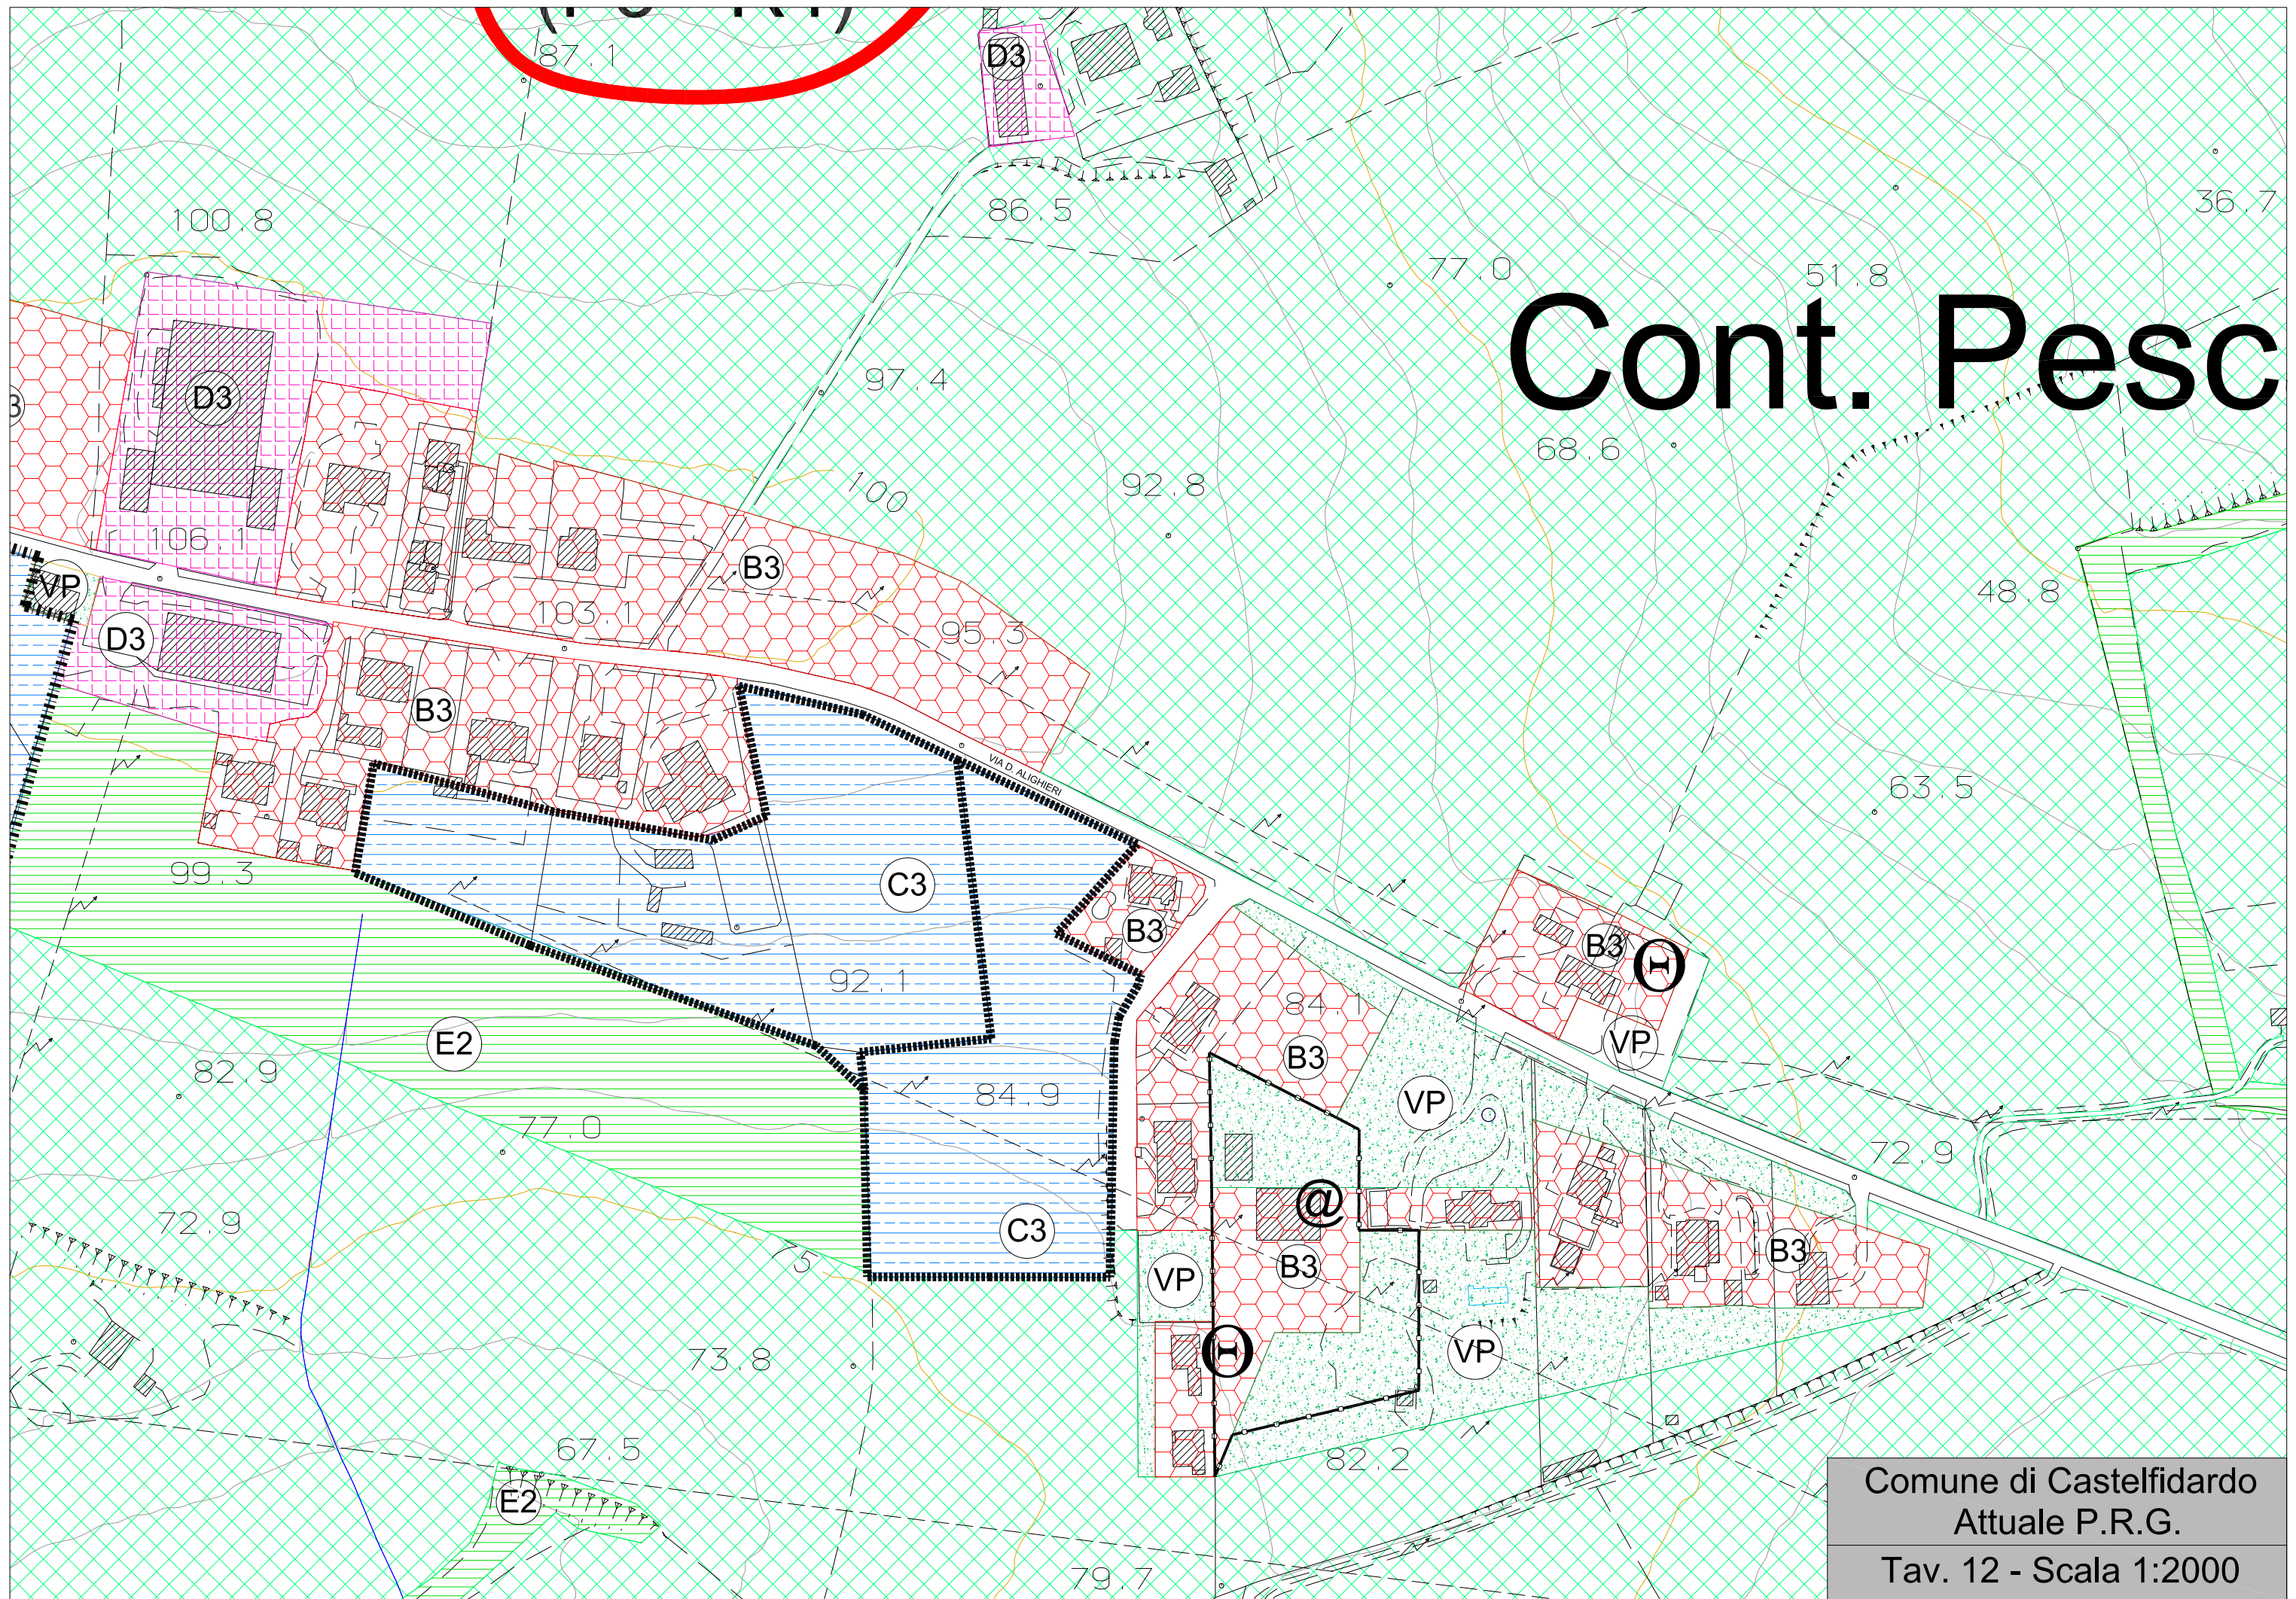 87.1
D3
100.8
86.5
36.7
77.0
51.8
Cont. Pesc
97.4
D3
3
68.6
92.8
100
106.1
B3
VP
103.1
48.8
D3
95.3
B3
VIA D. ALIGHIERI
63.5
99.3
C3
B3
B3
Θ
92.1
84.1
E2
VP
B3
82.9
84.9
VP
77.0
72.9
@
72.9
C3
B3
B3
VP
73.8
Θ
VP
67.5
82.2
E2
79.7
Comune di Castelfidardo
Attuale P.R.G.
Tav. 12 - Scala 1:2000